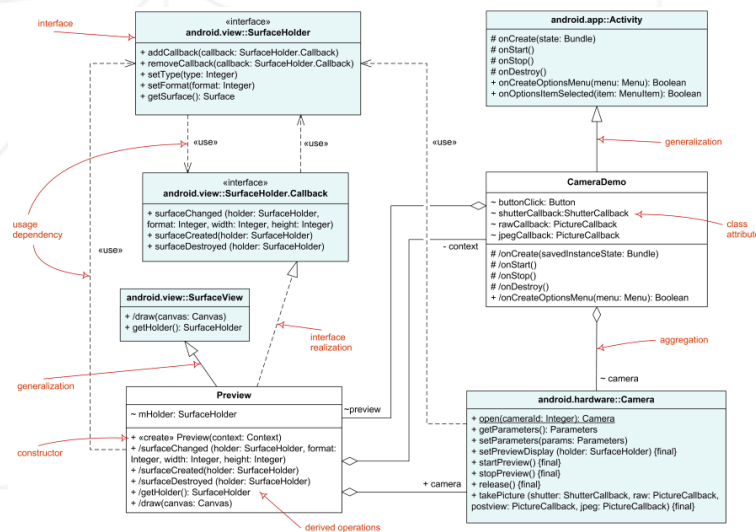 interface
«interface»
android.view::SurfaceHolder
+ addCallback(callback: SurfaceHolder.Callback)
+ removeCallback(callback: SurfaceHolder.Callback)
+ setType(type: Integer)
+ setFormat(format: Integer)
+ getSurface(): Surface
android.app::Activity
# onCreate(state: Bundle)
# onStart()
# onStop()
# onDestroy()
+ onCreateOptionsMenu(menu: Menu): Boolean
+ onOptionsItemSelected(item: MenuItem): Boolean
«use»
«use»
«use»
generalization
«interface»
android.view::SurfaceHolder.Callback
+ surfaceChanged (holder: SurfaceHolder,
format: Integer, width: Integer, height: Integer)
+ surfaceCreated(holder: SurfaceHolder)
+ surfaceDestroyed (holder: SurfaceHolder)
CameraDemo
~ buttonClick: Button
~ shutterCallback:ShutterCallback
~ rawCallback: PictureCallback
~ jpegCallback: PictureCallback
# /onCreate(savedInstanceState: Bundle)
# /onStart()
# /onStop()
# /onDestroy()
+ /onCreateOptionsMenu(menu: Menu): Boolean
class
attribute
usage
dependency
«use»
- context
android.view::SurfaceView
+ /draw(canvas: Canvas)
+ getHolder(): SurfaceHolder
interface
realization
aggregation
generalization
~ camera
Preview
~ mHolder: SurfaceHolder
+ «create» Preview(context: Context)
+ /surfaceChanged (holder: SurfaceHolder, format:
Integer, width: Integer, height: Integer)
+ /surfaceCreated(holder: SurfaceHolder)
+ /surfaceDestroyed (holder: SurfaceHolder)
+ /getHolder(): SurfaceHolder
+ /draw(canvas: Canvas)
~preview
constructor
+ camera
android.hardware::Camera
+ open(cameraId: Integer): Camera
+ getParameters(): Parameters
+ setParameters(params: Parameters)
+ setPreviewDisplay (holder: SurfaceHolder) {final}
+ startPreview() {final}
+ stopPreview() {final}
+ release() {final}
+ takePicture (shutter: ShutterCallback, raw: PictureCallback,
postview: PictureCallback, jpeg: PictureCallback) {final}
derived operations